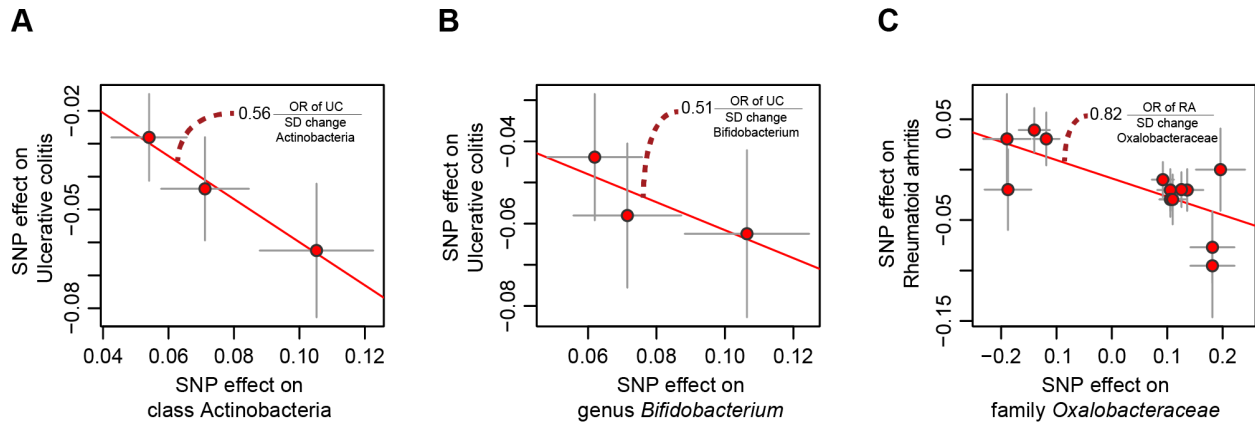 A
−0.02
−0.05
−0.08
SNP effect on
Ulcerative colitis
0.56
OR of UC
SD change
Actinobacteria
0.04 0.06 0.08 0.10 0.12
SNP effect on
class Actinobacteria
B
−0.04
−0.06
−0.08
SNP effect on
Ulcerative colitis
0.51
OR of UC
SD change
Bifidobacterium
0.06 0.08 0.10 0.12
SNP effect on
genus Bifidobacterium
C
0.05
−0.05
−0.15
SNP effect on
Rheumatoid arhritis
0.82
OR of RA
SD change
Oxalobacteraceae
−0.2 −0.1 0.0 0.1 0.2
SNP effect on
family Oxalobacteraceae